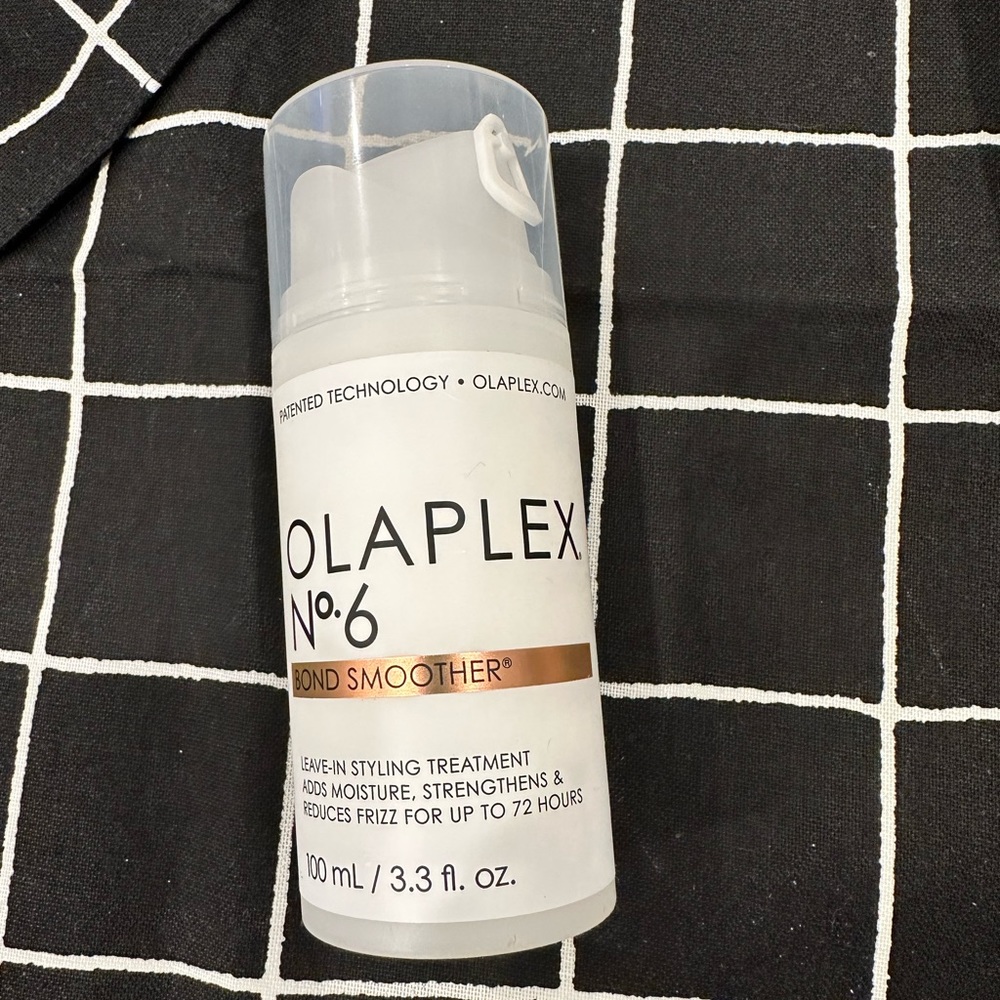 PATENTED TECHNOLOGY • OLAPLEX.COM
OLAPLEX.
Nº.6
BOND SMOOTHER®
LEAVE-IN STYLING TREATMENT
ADDS MOISTURE, STRENGTHENS &
REDUCES FRIZZ FOR UP TO 72 HOURS
100 mL / 3.3 fl. oz.